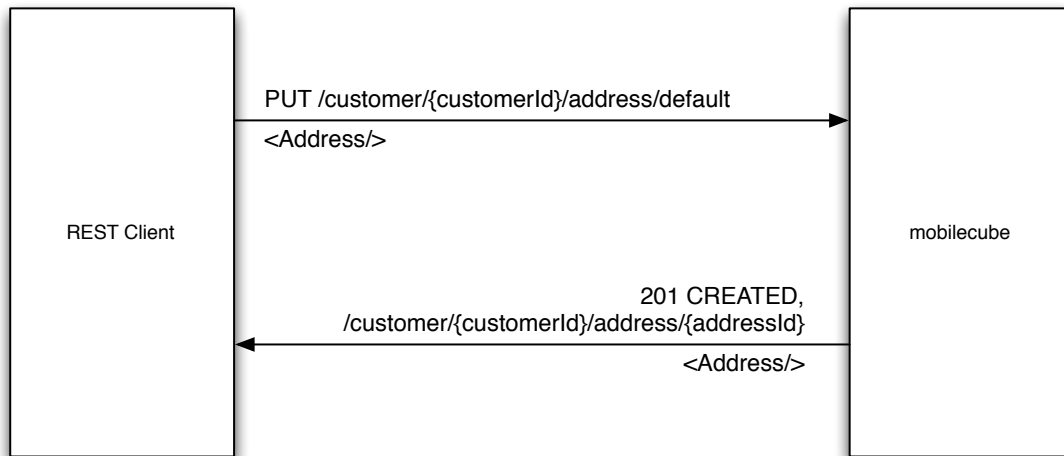 PUT /customer/{customerId}/address/default
<Address/>
REST Client
mobilecube
201 CREATED,
/customer/{customerId}/address/{addressId}
<Address/>